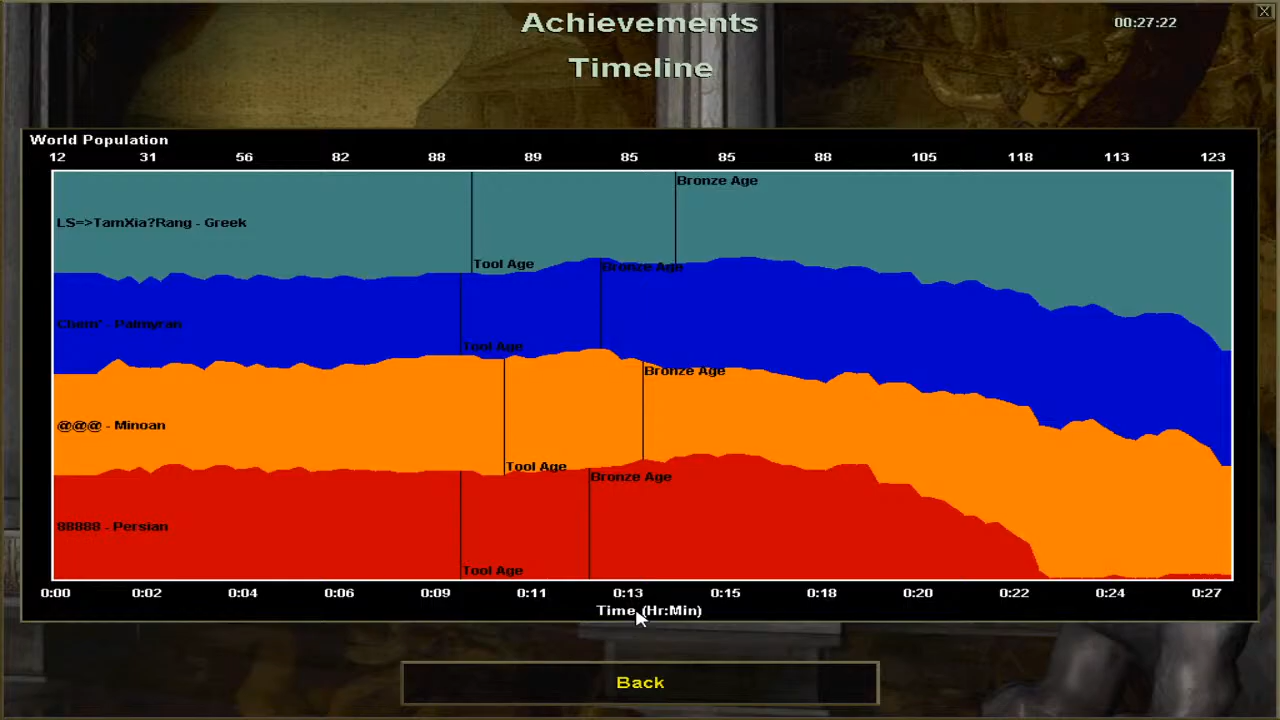 Achievements
00:27:22
Timeline
World Population
12 31 56 82 88 89 85 85 88 105 118 113 123
Bronze Age
LS=>TamXia?Rang - Greek
Tool Age
Bronze Age
Chem* - Palmyran
Tool Age
Bronze Age
@@@ - Minoan
Tool Age
Bronze Age
88888 - Persian
Tool Age
0:00 0:02 0:04 0:06 0:09 0:11 0:13 0:15 0:18 0:20 0:22 0:24 0:27
Time (Hr:Min)
Back